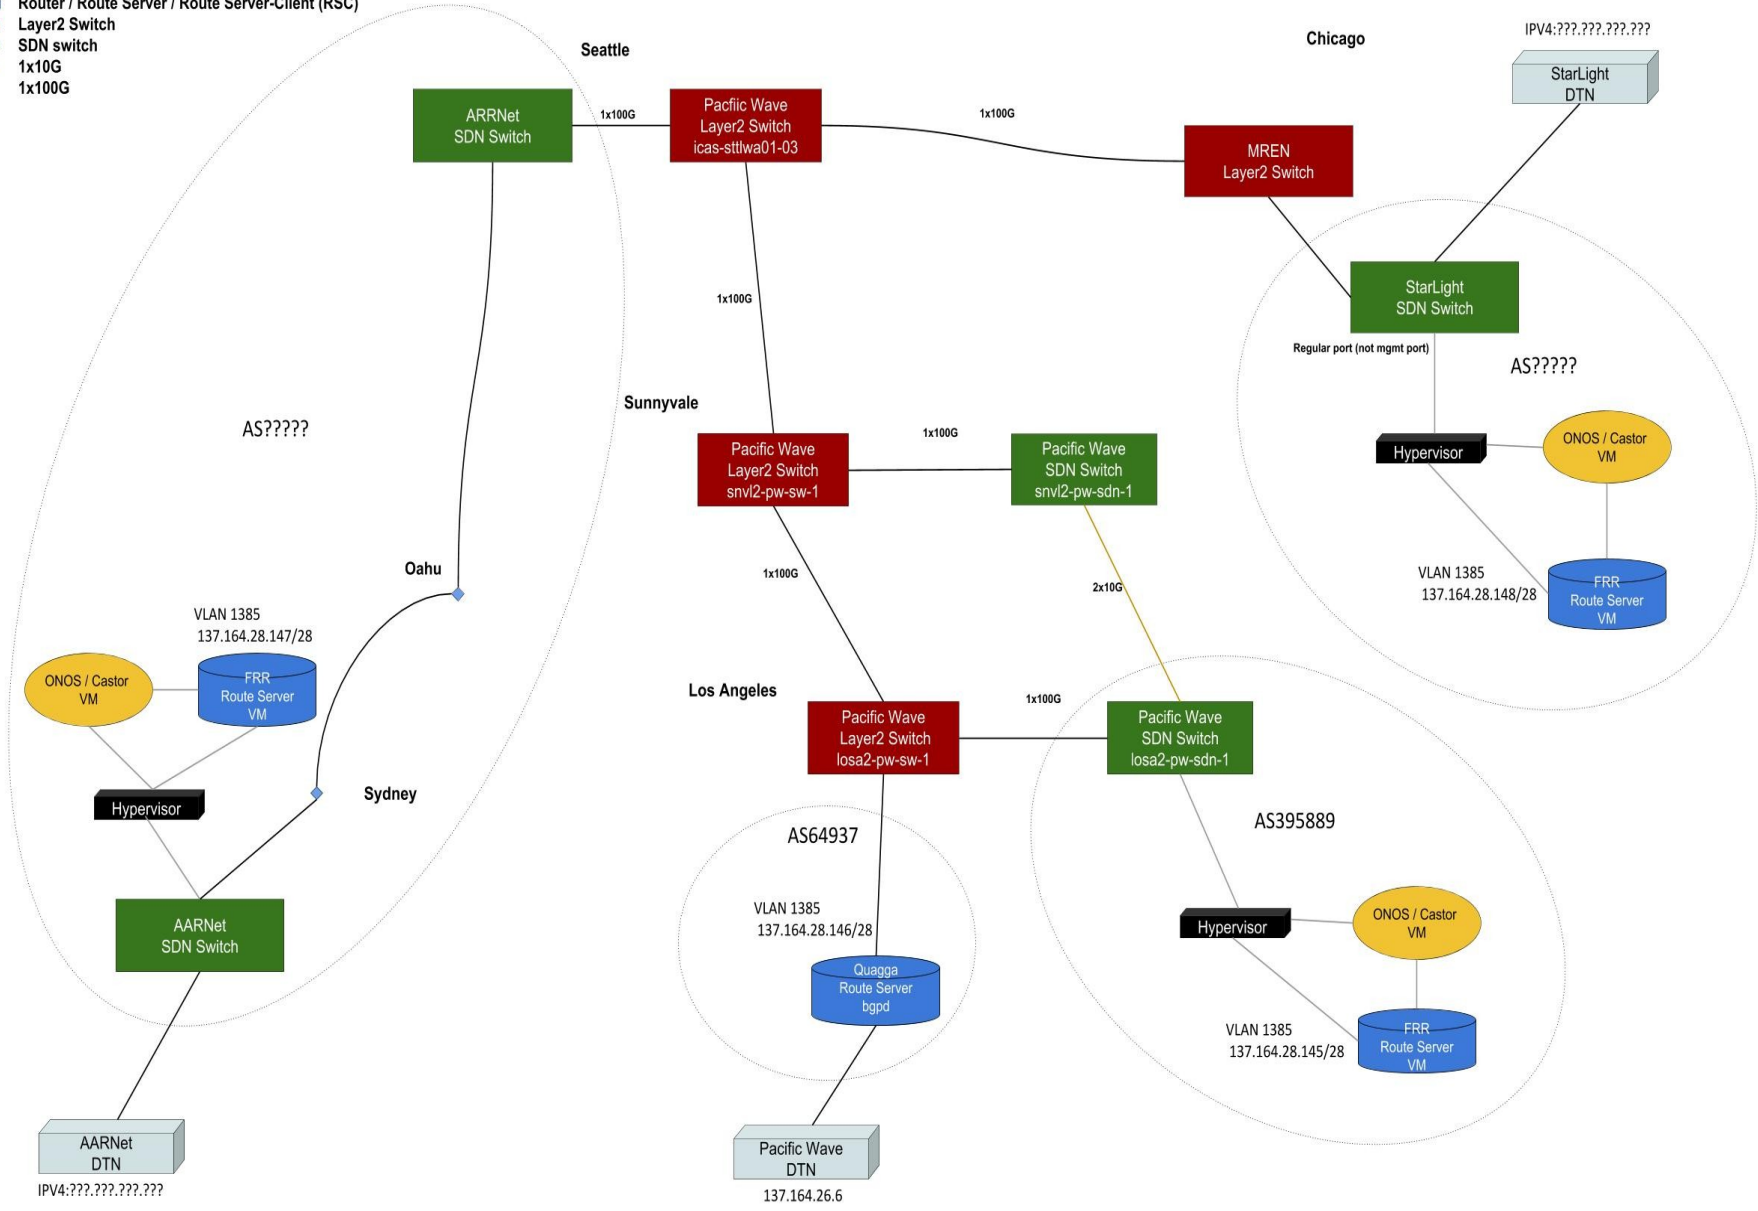 Router / Route Server / Route Server-Client (RSC)
Layer2 Switch
SDN switch
1x10G
1x100G
Seattle
Chicago
IPV4:???.???.???.???
StarLight
DTN
ARRNet
SDN Switch
1x100G
Pacfiic Wave
Layer2 Switch
icas-sttlwa01-03
1x100G
MREN
Layer2 Switch
StarLight
SDN Switch
1x100G
Regular port (not mgmt port)
AS?????
Sunnyvale
AS?????
Pacific Wave
Layer2 Switch
snvl2-pw-sw-1
1x100G
Pacific Wave
SDN Switch
snvl2-pw-sdn-1
Hypervisor
ONOS / Castor
VM
Oahu
1x100G
2x10G
VLAN 1385
137.164.28.148/28
FRR
Route Server
VM
VLAN 1385
137.164.28.147/28
ONOS / Castor
VM
FRR
Route Server
VM
Los Angeles
1x100G
Pacific Wave
Layer2 Switch
losa2-pw-sw-1
Pacific Wave
SDN Switch
losa2-pw-sdn-1
Hypervisor
Sydney
AS64937
AS395889
AARNet
SDN Switch
VLAN 1385
137.164.28.146/28
Hypervisor
ONOS / Castor
VM
Quagga
Route Server
bgpd
VLAN 1385
137.164.28.145/28
FRR
Route Server
VM
AARNet
DTN
IPV4:???.???.???.???
Pacific Wave
DTN
137.164.26.6